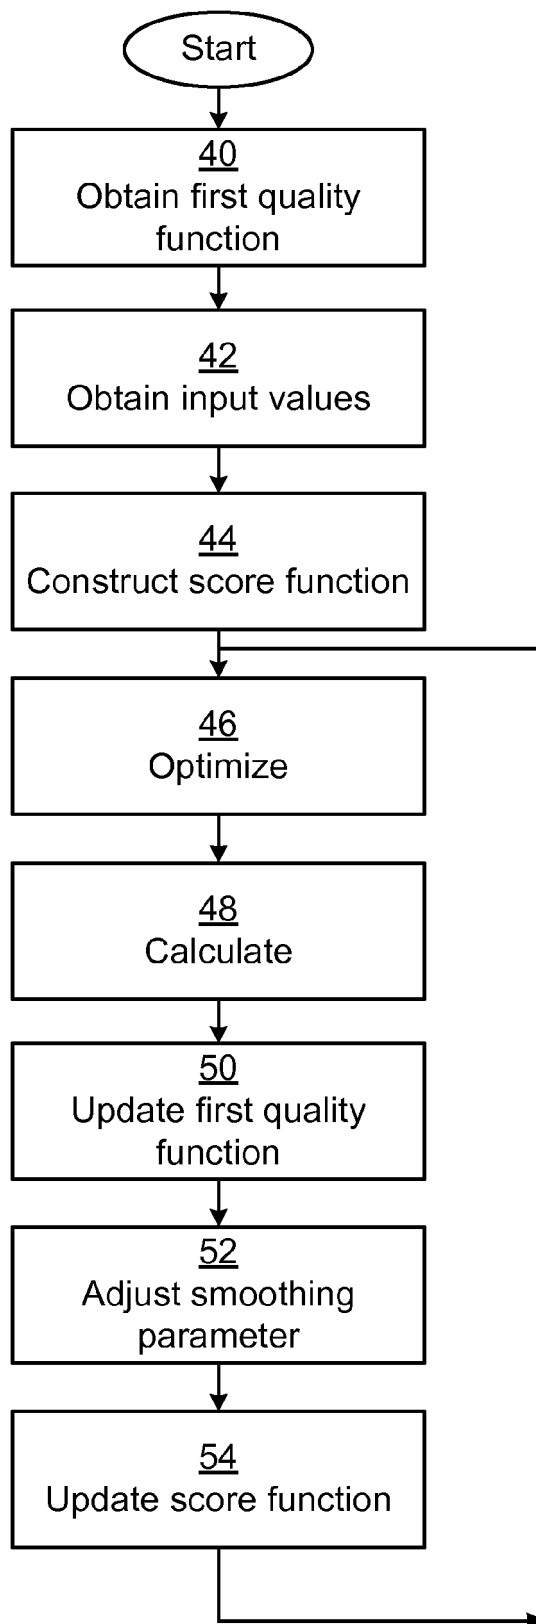 Start
40
Obtain first quality
function
42
Obtain input values
44
Construct score function
46
Optimize
48
Calculate
50
Update first quality
function
52
Adjust smoothing
parameter
54
Update score function